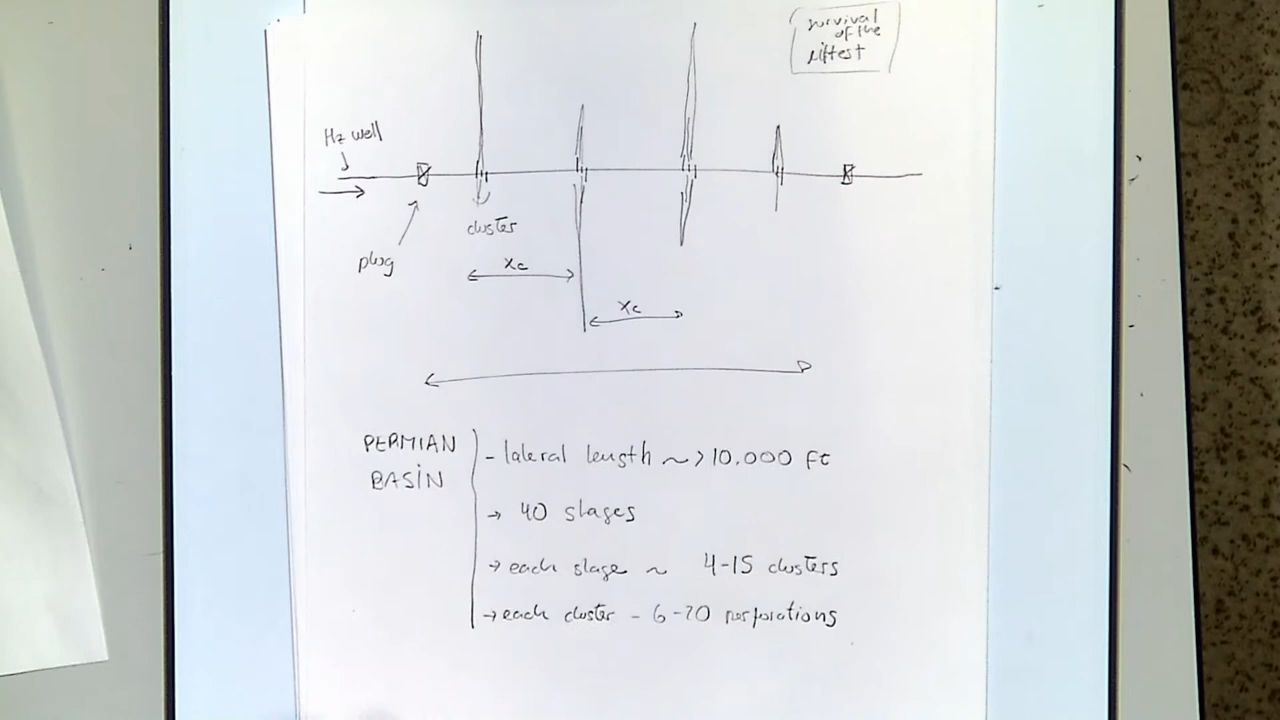 survival
of the
fittest
Hz well
plug
cluster
xc
xc
PERMIAN
BASIN
- lateral length ~ > 10.000 ft
→ 40 stages
→ each stage ~ 4-15 clusters
→ each cluster - 6-20 perforations